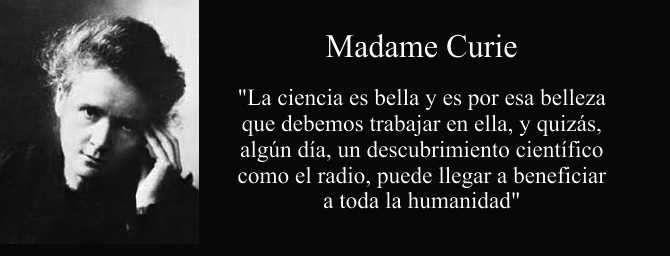 Madame Curie
"La ciencia es bella y es por esa belleza
que debemos trabajar en ella, y quizás,
algún día, un descubrimiento científico
como el radio, puede llegar a beneficiar
a toda la humanidad"